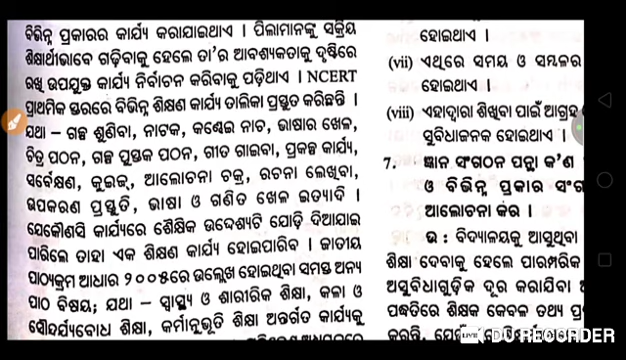 ବିଭିନ୍ନ ପ୍ରକାରର କାର୍ଯ୍ୟ କରାଯାଇଥାଏ । ପିଲାମାନଙ୍କୁ ସକ୍ରିୟ
ଶିକ୍ଷାର୍ଥୀଭାବେ ଗଢ଼ିବାକୁ ହେଲେ ତା'ର ଆବଶ୍ୟକତାକୁ ଦୃଷ୍ଟିରେ
ରଖି ଉପଯୁକ୍ତ କାର୍ଯ୍ୟ ନିର୍ବାଚନ କରିବାକୁ ପଡ଼ିଥାଏ । NCERT
ପ୍ରାଥମିକ ସ୍ତରରେ ବିଭିନ୍ନ ଶିକ୍ଷଣ କାର୍ଯ୍ୟ ତାଲିକା ପ୍ରସ୍ତୁତ କରିଛନ୍ତି ।
ଯଥା – ଗଳ୍ପ ଶୁଣିବା, ନାଟକ, କଣ୍ଢେଇ ନାଚ, ଭାଷାର ଖେଳ,
ଚିତ୍ର ପଠନ, ଗଳ୍ପ ପୁସ୍ତକ ପଠନ, ଗୀତ ଗାଇବା, ପ୍ରକଳ୍ପ କାର୍ଯ୍ୟ,
ସର୍ବେକ୍ଷଣ, କୁଇଜ୍, ଆଲୋଚନା ଚକ୍ର, ରଚନା ଲେଖିବା,
ଉପକରଣ ପ୍ରସ୍ତୁତି, ଭାଷା ଓ ଗଣିତ ଖେଳ ଇତ୍ୟାଦି ।
ଯେକୌଣସି କାର୍ଯ୍ୟରେ ଶୈକ୍ଷିକ ଉଦ୍ଦେଶ୍ୟଟି ଯୋଡ଼ି ଦିଆଯାଇ
ପାରିଲେ ତାହା ଏକ ଶିକ୍ଷଣ କାର୍ଯ୍ୟ ହୋଇପାରିବ । ଜାତୀୟ
ପାଠ୍ୟକ୍ରମ ଆଧାର ୨୦୦୫ରେ ଉଲ୍ଲେଖ ହୋଇଥିବା ସମସ୍ତ ଅନ୍ୟ
ପାଠ ବିଷୟ; ଯଥା – ସ୍ୱାସ୍ଥ୍ୟ ଓ ଶାରୀରିକ ଶିକ୍ଷା, କଳା ଓ
ସୌନ୍ଦର୍ଯ୍ୟବୋଧ ଶିକ୍ଷା, କର୍ମାନୁଭୂତି ଶିକ୍ଷା ଅନ୍ତର୍ଗତ କାର୍ଯ୍ୟକୁ
ହୋଇଥାଏ ।
(vii) ଏଥିରେ ସମୟ ଓ ସମ୍ବଳର
ହୋଇଥାଏ ।
(viii) ଏହାଦ୍ୱାରା ଶିଖିବା ପାଇଁ ଆଗ୍ରହ
ସୁବିଧାଜନକ ହୋଇଥାଏ ।
7. ଜ୍ଞାନ ସଂଗଠନ ପନ୍ଥା କ'ଣ
ଓ ବିଭିନ୍ନ ପ୍ରକାର
ଆଲୋଚନା କର ।
ଉ : ବିଦ୍ୟାଳୟକୁ ଆସୁଥିବା
ଶିକ୍ଷା ଦେବାକୁ ହେଲେ ପାରମ୍ପରିକ
ଅସୁବିଧାଗୁଡ଼ିକ ଦୂର କରାଯିବା
ପଦ୍ଧତିରେ ଶିକ୍ଷକ କେବଳ ତଥ୍ୟ
କରନ୍ତି,
LIVE DU RECORDER